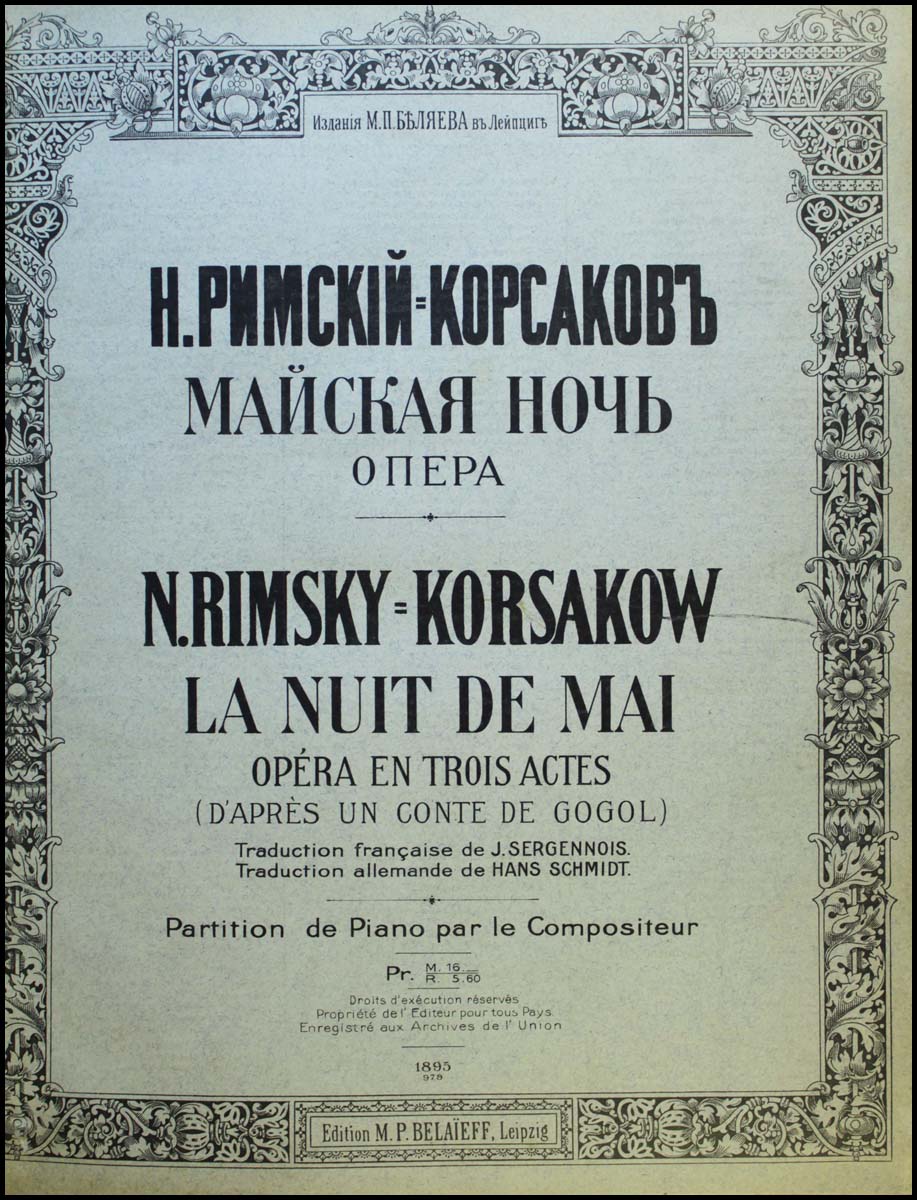 Изданія М.П.БѢЛЯЕВА въ Лейпцигѣ
Н.РИМСКІЙ=КОРСАКОВЪ
МАЙСКАЯ НОЧЬ
ОПЕРА
N.RIMSKY=KORSAKOW
LA NUIT DE MAI
OPÉRA EN TROIS ACTES
(D'APRÈS UN CONTE DE GOGOL)
Traduction française de J. SERGENNOIS.
Traduction allemande de HANS SCHMIDT.
Partition de Piano par le Compositeur
Pr. M. 16._
R. 5.60
Droits d'exécution réservés
Propriété de l'Editeur pour tous Pays
Enregistré aux Archives de l'Union
1895
979
Edition M. P. BELAÏEFF, Leipzig